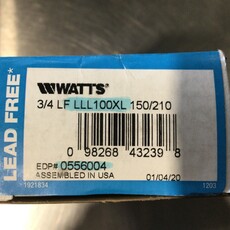 LEAD FREE*
WATTS®
3/4 LF LLL100XL 150/210
0 98268 43239 8
EDP# 0556004
ASSEMBLED IN USA 01/04/20
1921834 1203